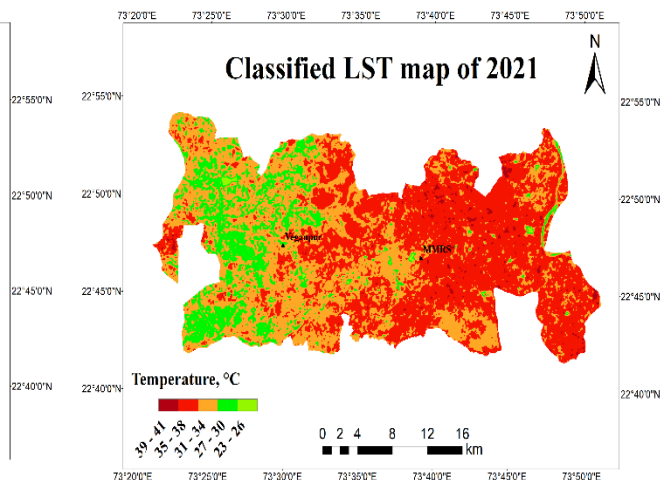 73°20'0"E 73°25'0"E 73°30'0"E 73°35'0"E 73°40'0"E 73°45'0"E 73°50'0"E
Classified LST map of 2021
N
22°55'0"N 22°55'0"N 22°55'0"N
22°50'0"N 22°50'0"N 22°50'0"N
MMRS
22°45'0"N 22°45'0"N 22°45'0"N
22°40'0"N 22°40'0"N 22°40'0"N
Temperature, °C
39 - 41 35 - 38 31 - 34 27 - 30 23 - 26
0 2 4 8 12 16
km
73°20'0"E 73°25'0"E 73°30'0"E 73°35'0"E 73°40'0"E 73°45'0"E 73°50'0"E